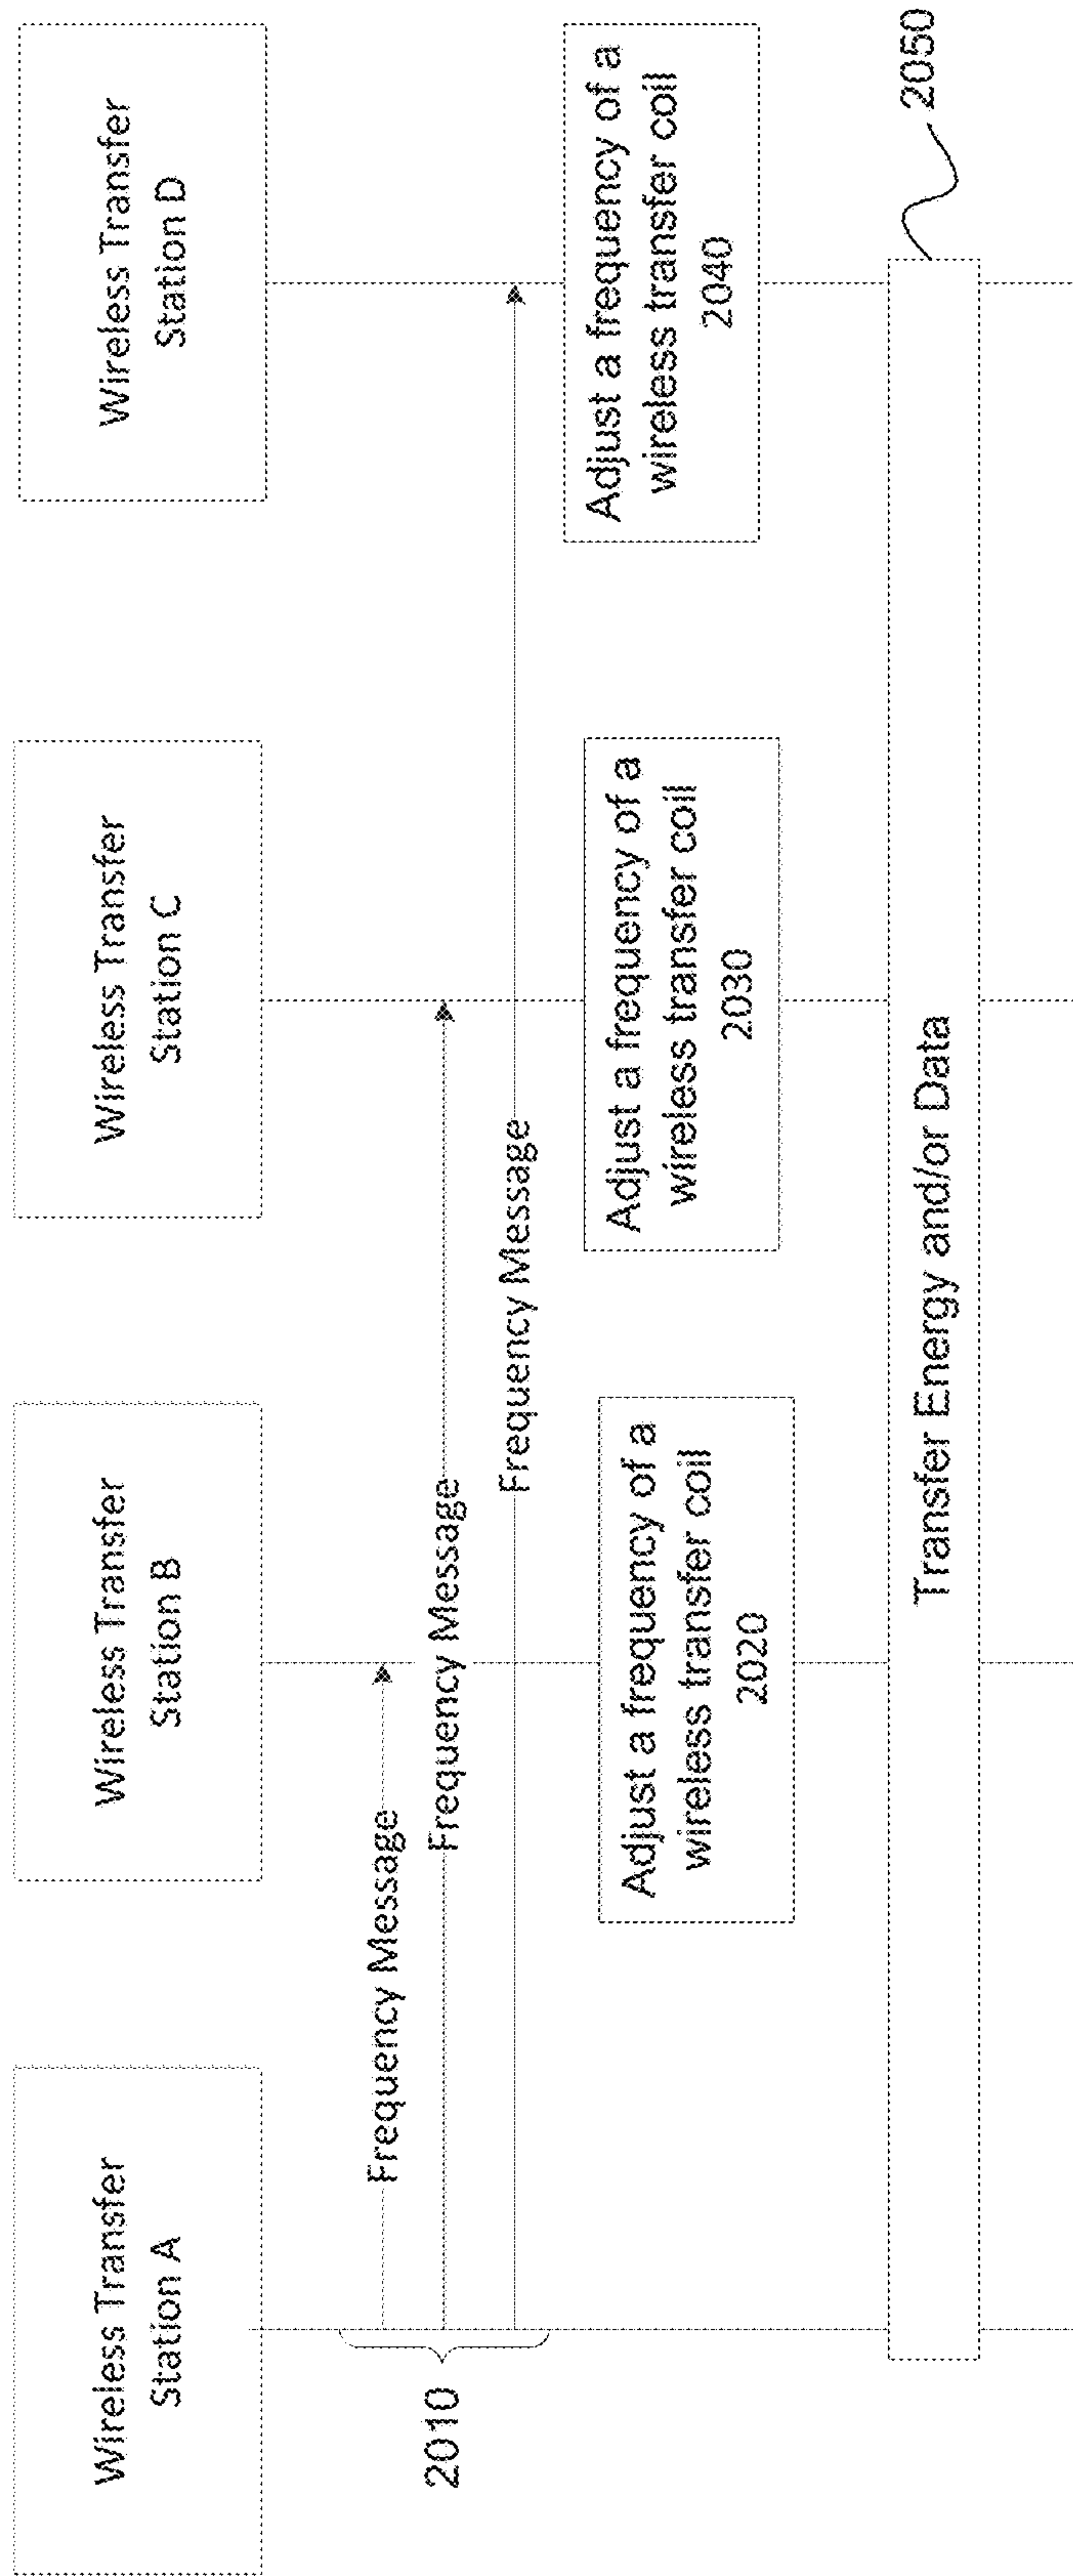 Wireless Transfer
Station A
Wireless Transfer
Station B
Wireless Transfer
Station C
Wireless Transfer
Station D
2010
Frequency Message
Frequency Message
Frequency Message
Adjust a frequency of a
wireless transfer coil
2020
Adjust a frequency of a
wireless transfer coil
2030
Adjust a frequency of a
wireless transfer coil
2040
Transfer Energy and/or Data
2050